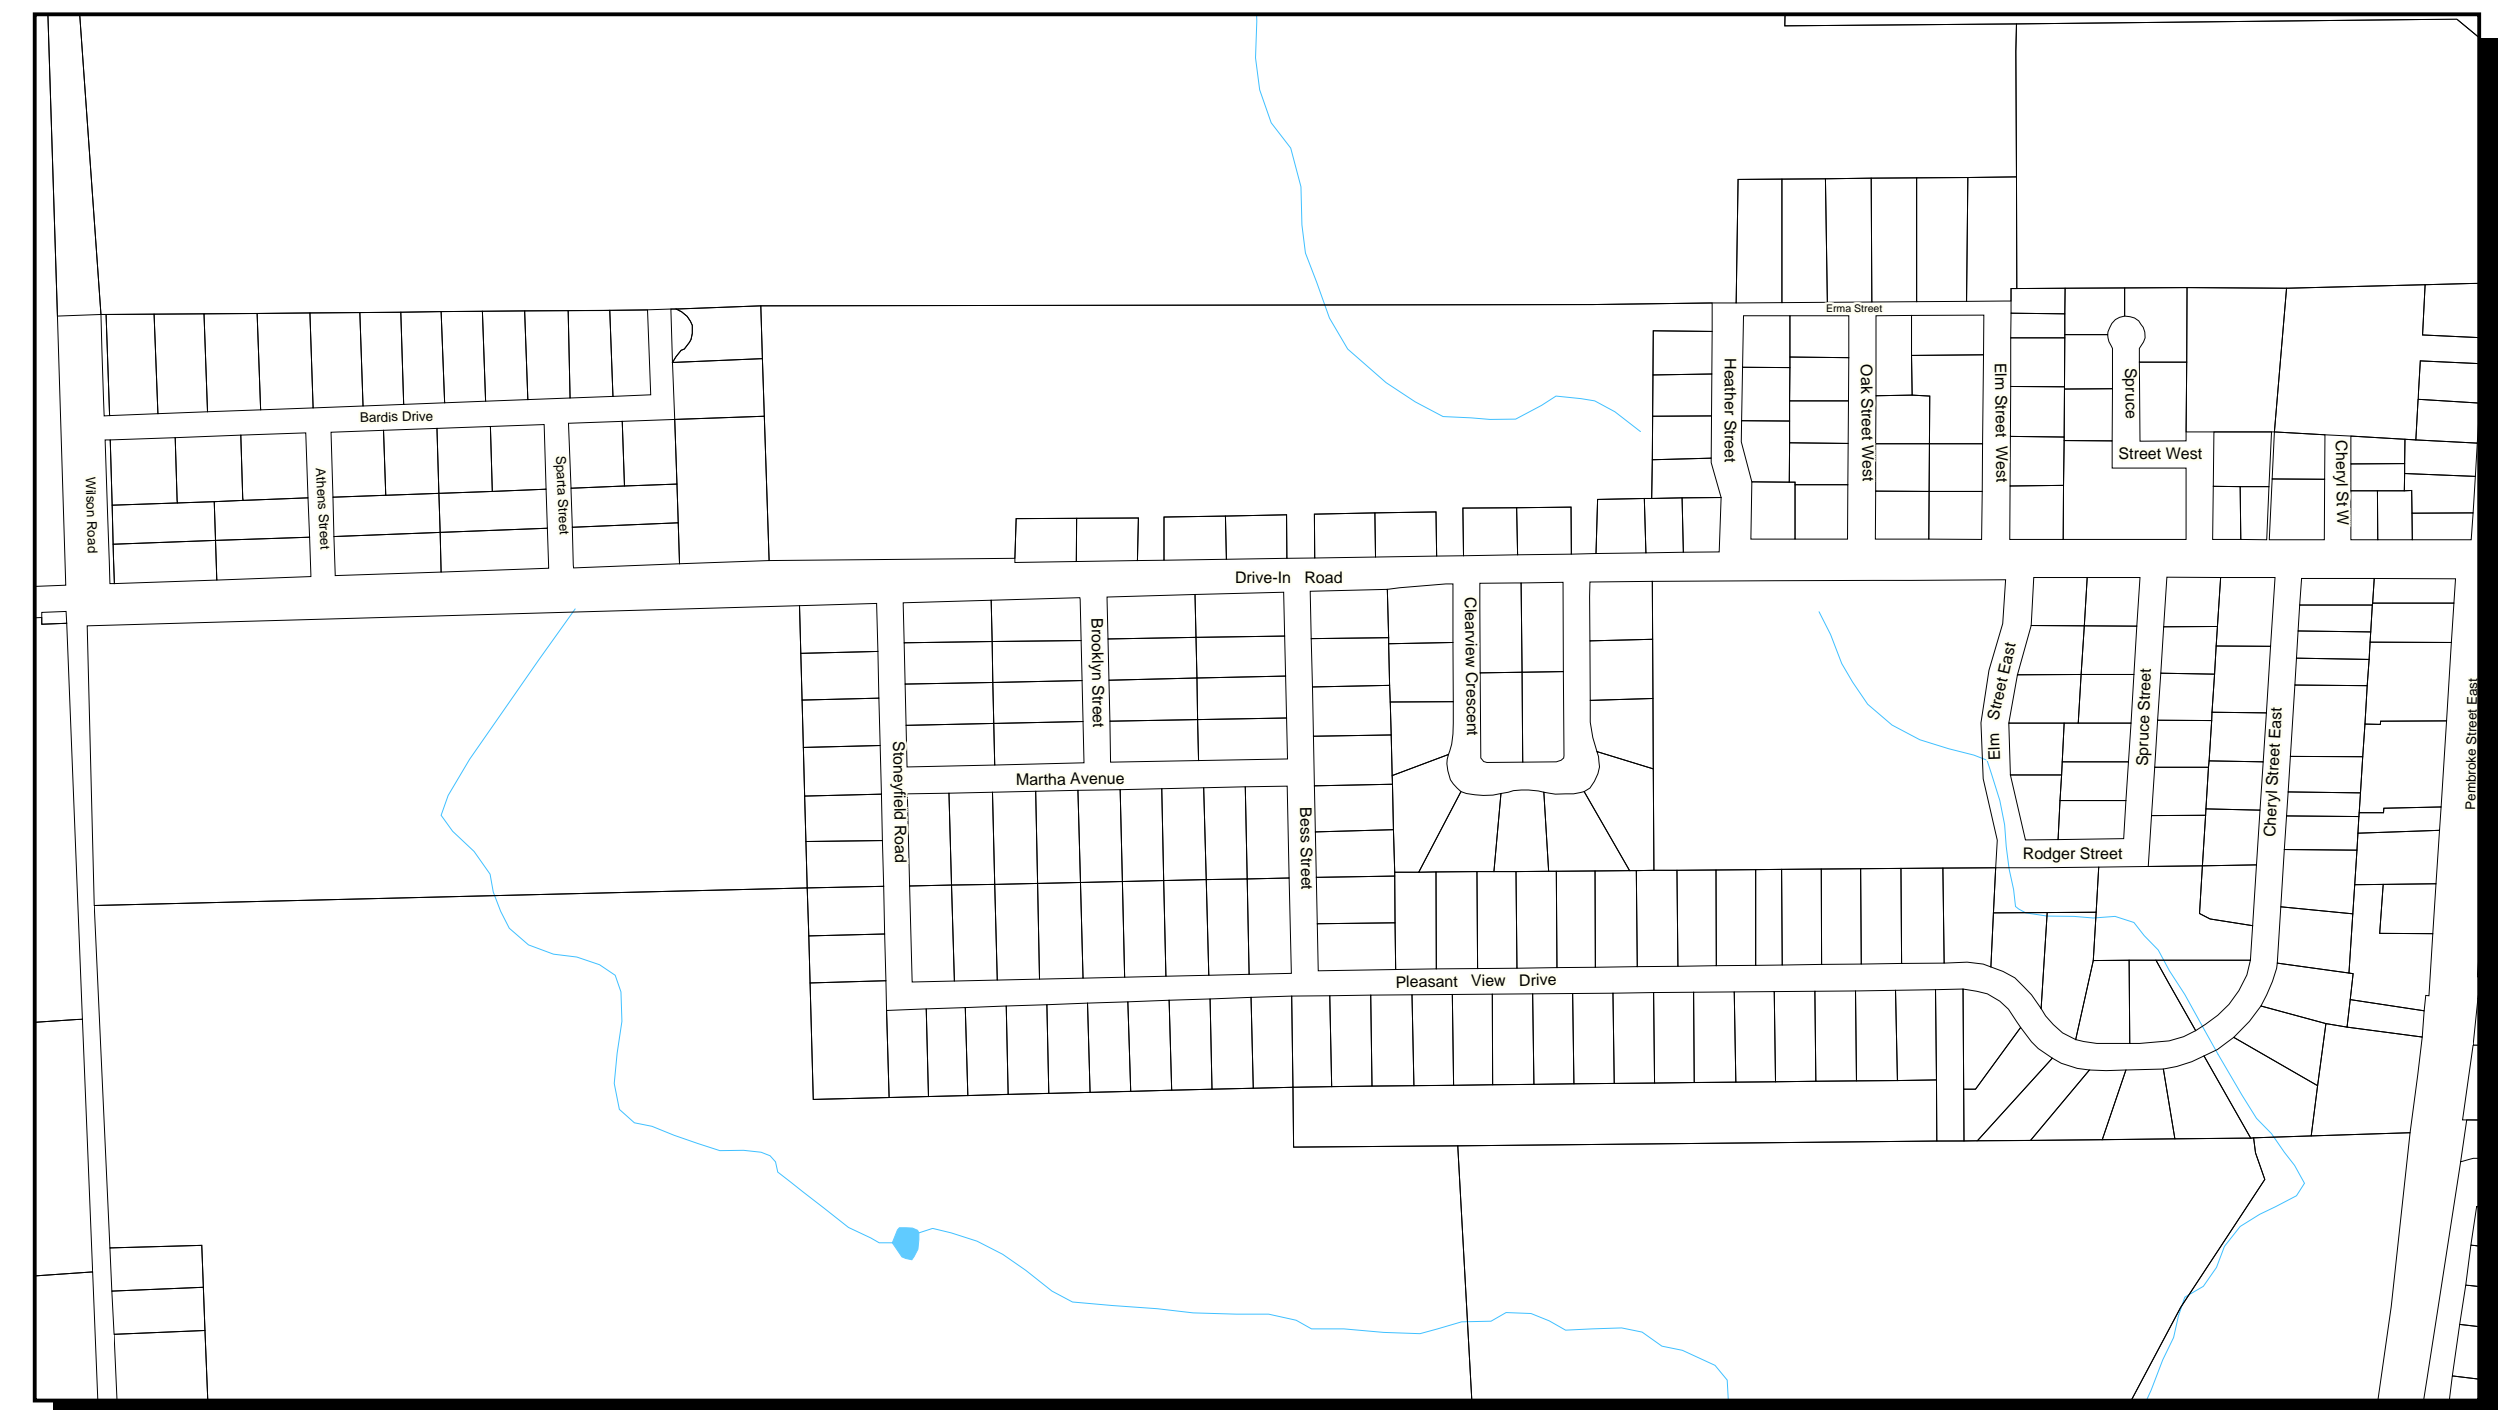 Erma Street
Heather Street
Oak Street West
Elm Street West
Spruce
Street West
Cheryl St W
Bardis Drive
Wilson Road
Athens Street
Sparta Street
Drive-In Road
Brooklyn Street
Clearview Crescent
Elm Street East
Spruce Street
Cheryl Street East
Pembroke Street East
Stoneyfield Road
Martha Avenue
Bess Street
Rodger Street
Pleasant View Drive